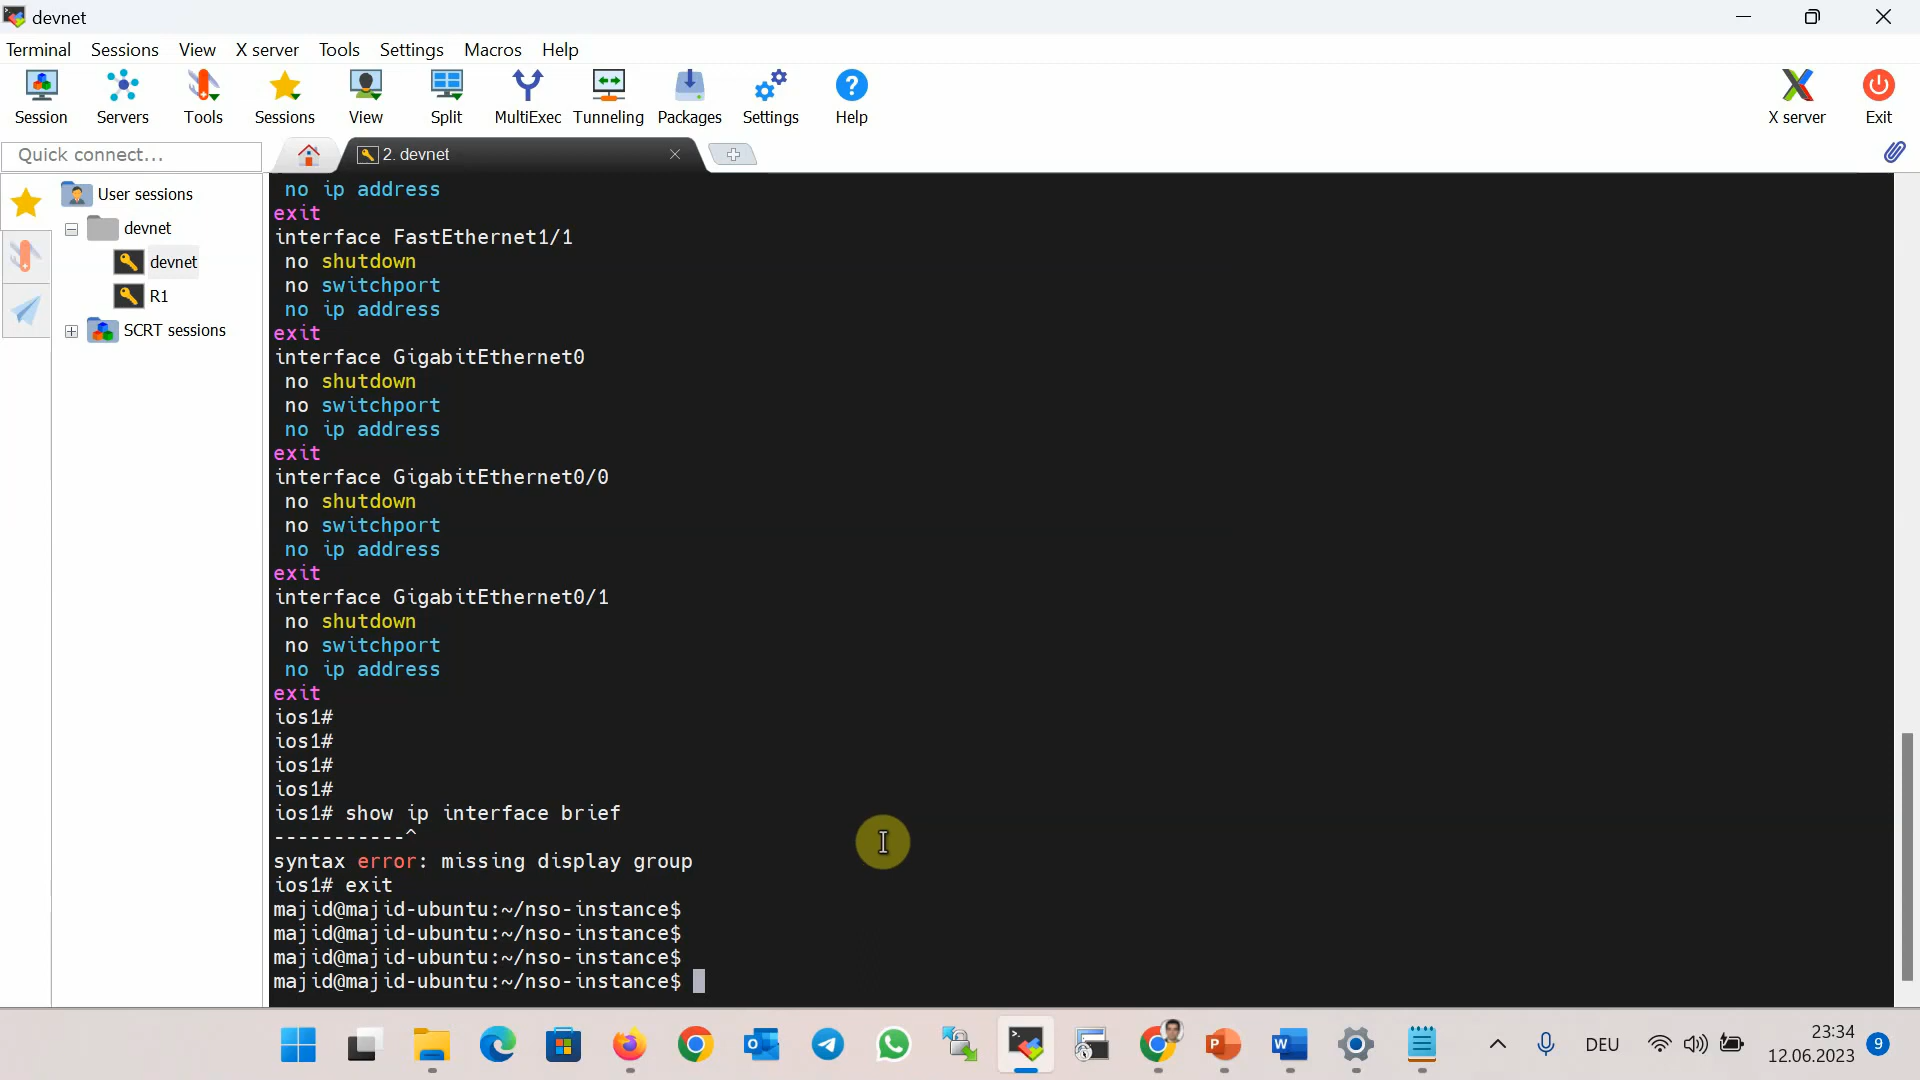 devnet
Terminal Sessions View X server Tools Settings Macros Help
Session Servers Tools Sessions View Split MultiExec Tunneling Packages Settings Help X server Exit
Quick connect...
2. devnet
User sessions
devnet
devnet
R1
SCRT sessions
no ip address
exit
interface FastEthernet1/1
no shutdown
no switchport
no ip address
exit
interface GigabitEthernet0
no shutdown
no switchport
no ip address
exit
interface GigabitEthernet0/0
no shutdown
no switchport
no ip address
exit
interface GigabitEthernet0/1
no shutdown
no switchport
no ip address
exit
ios1#
ios1#
ios1#
ios1#
ios1# show ip interface brief
-----------^
syntax error: missing display group
ios1# exit
majid@majid-ubuntu:~/nso-instance$
majid@majid-ubuntu:~/nso-instance$
majid@majid-ubuntu:~/nso-instance$
majid@majid-ubuntu:~/nso-instance$
DEU
23:34
12.06.2023
9